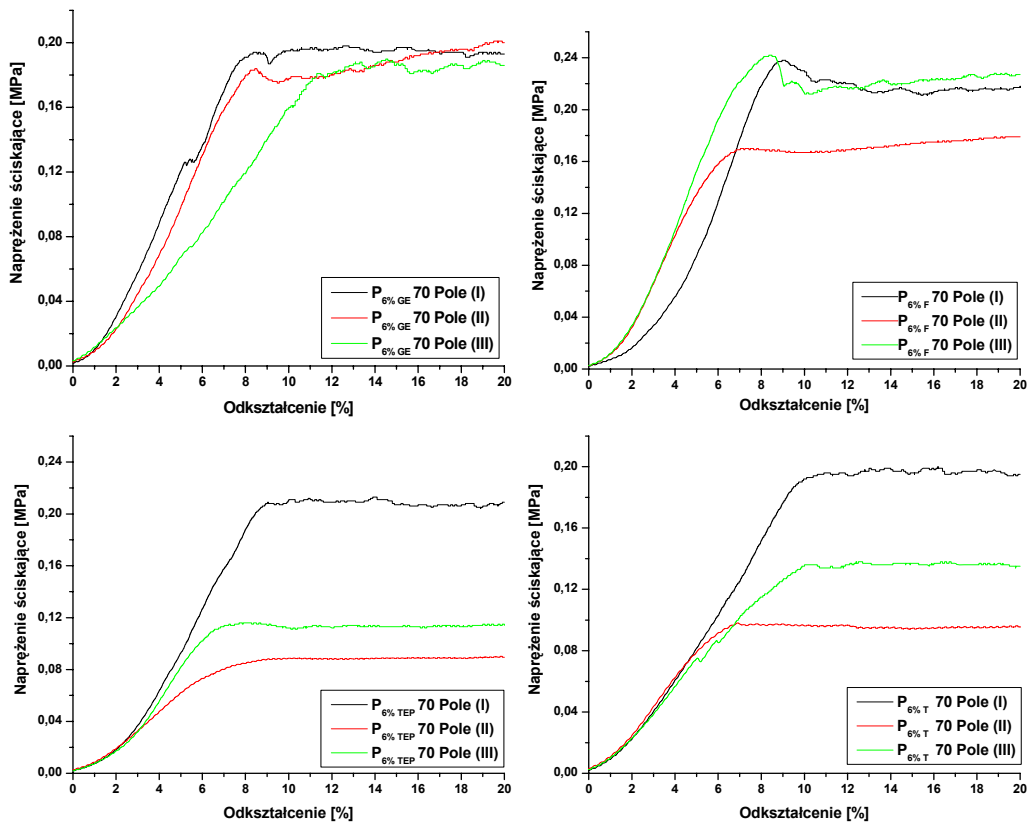 Naprężenie ściskające [MPa]
0,20
0,16
0,12
0,08
0,04
0,00
P6% GE 70 Pole (I)
P6% GE 70 Pole (II)
P6% GE 70 Pole (III)
0 2 4 6 8 10 12 14 16 18 20
Odkształcenie [%]
Naprężenie ściskające [MPa]
0,24
0,20
0,16
0,12
0,08
0,04
0,00
P6% F 70 Pole (I)
P6% F 70 Pole (II)
P6% F 70 Pole (III)
0 2 4 6 8 10 12 14 16 18 20
Odkształcenie [%]
Naprężenie ściskające [MPa]
0,24
0,20
0,16
0,12
0,08
0,04
0,00
P6% TEP 70 Pole (I)
P6% TEP 70 Pole (II)
P6% TEP 70 Pole (III)
0 2 4 6 8 10 12 14 16 18 20
Odkształcenie [%]
Naprężenie ściskające [MPa]
0,20
0,16
0,12
0,08
0,04
0,00
P6% T 70 Pole (I)
P6% T 70 Pole (II)
P6% T 70 Pole (III)
0 2 4 6 8 10 12 14 16 18 20
Odkształcenie [%]